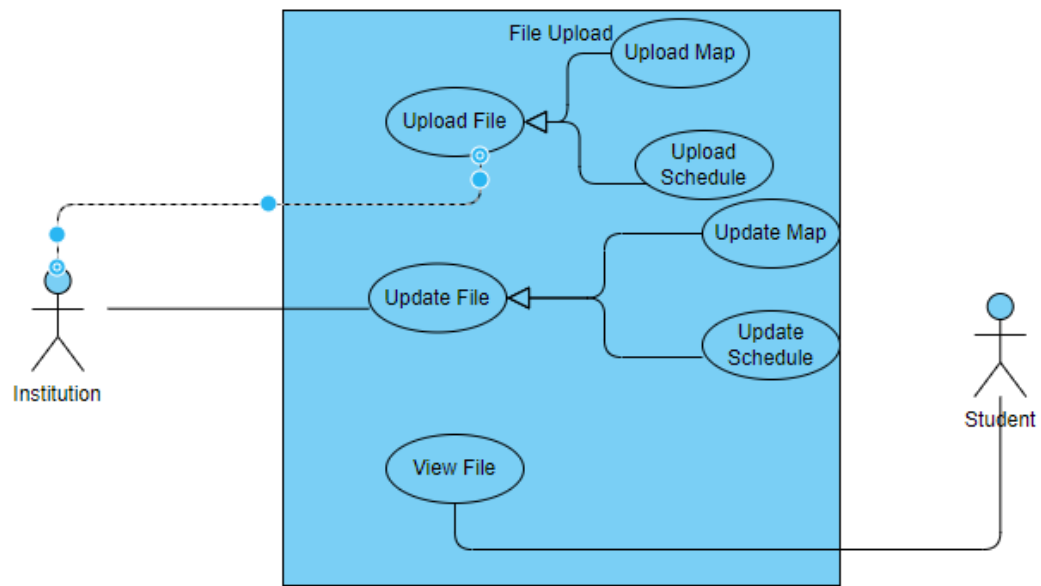 File Upload
Upload Map
Upload File
Upload
Schedule
Update Map
Update File
Update
Schedule
Institution
Student
View File